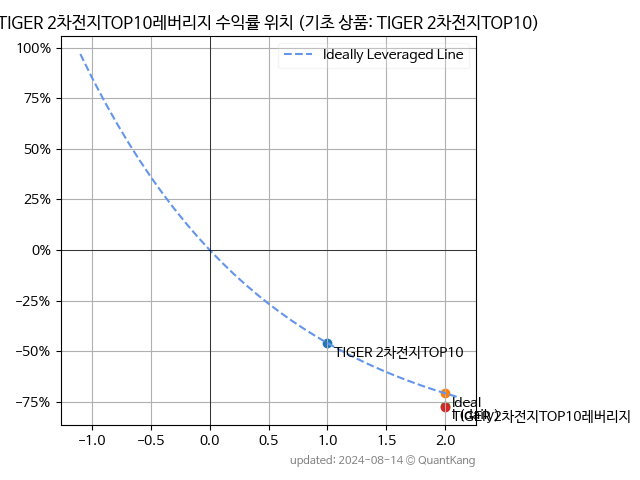 TIGER 2차전지TOP10레버리지 수익률 위치 (기초 상품: TIGER 2차전지TOP10)
100%
Ideally Leveraged Line
75%
50%
25%
0%
-25%
-50%
TIGER 2차전지TOP10
-75%
Ideal
TIGER 2차전지TOP10레버리지
-1.0
-0.5
0.0
0.5
1.0
1.5
2.0
updated: 2024-08-14 © QuantKang